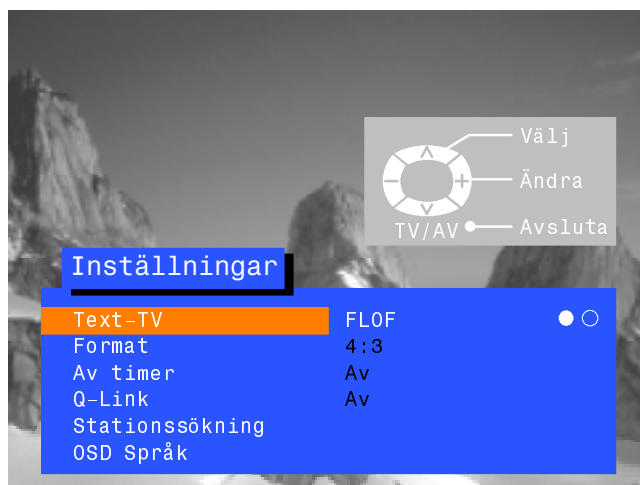 Välj
Ändra
TV/AV Avsluta
Inställningar
Text-TV FLOF
Format 4:3
Av timer Av
Q-Link Av
Stationssökning
OSD Språk